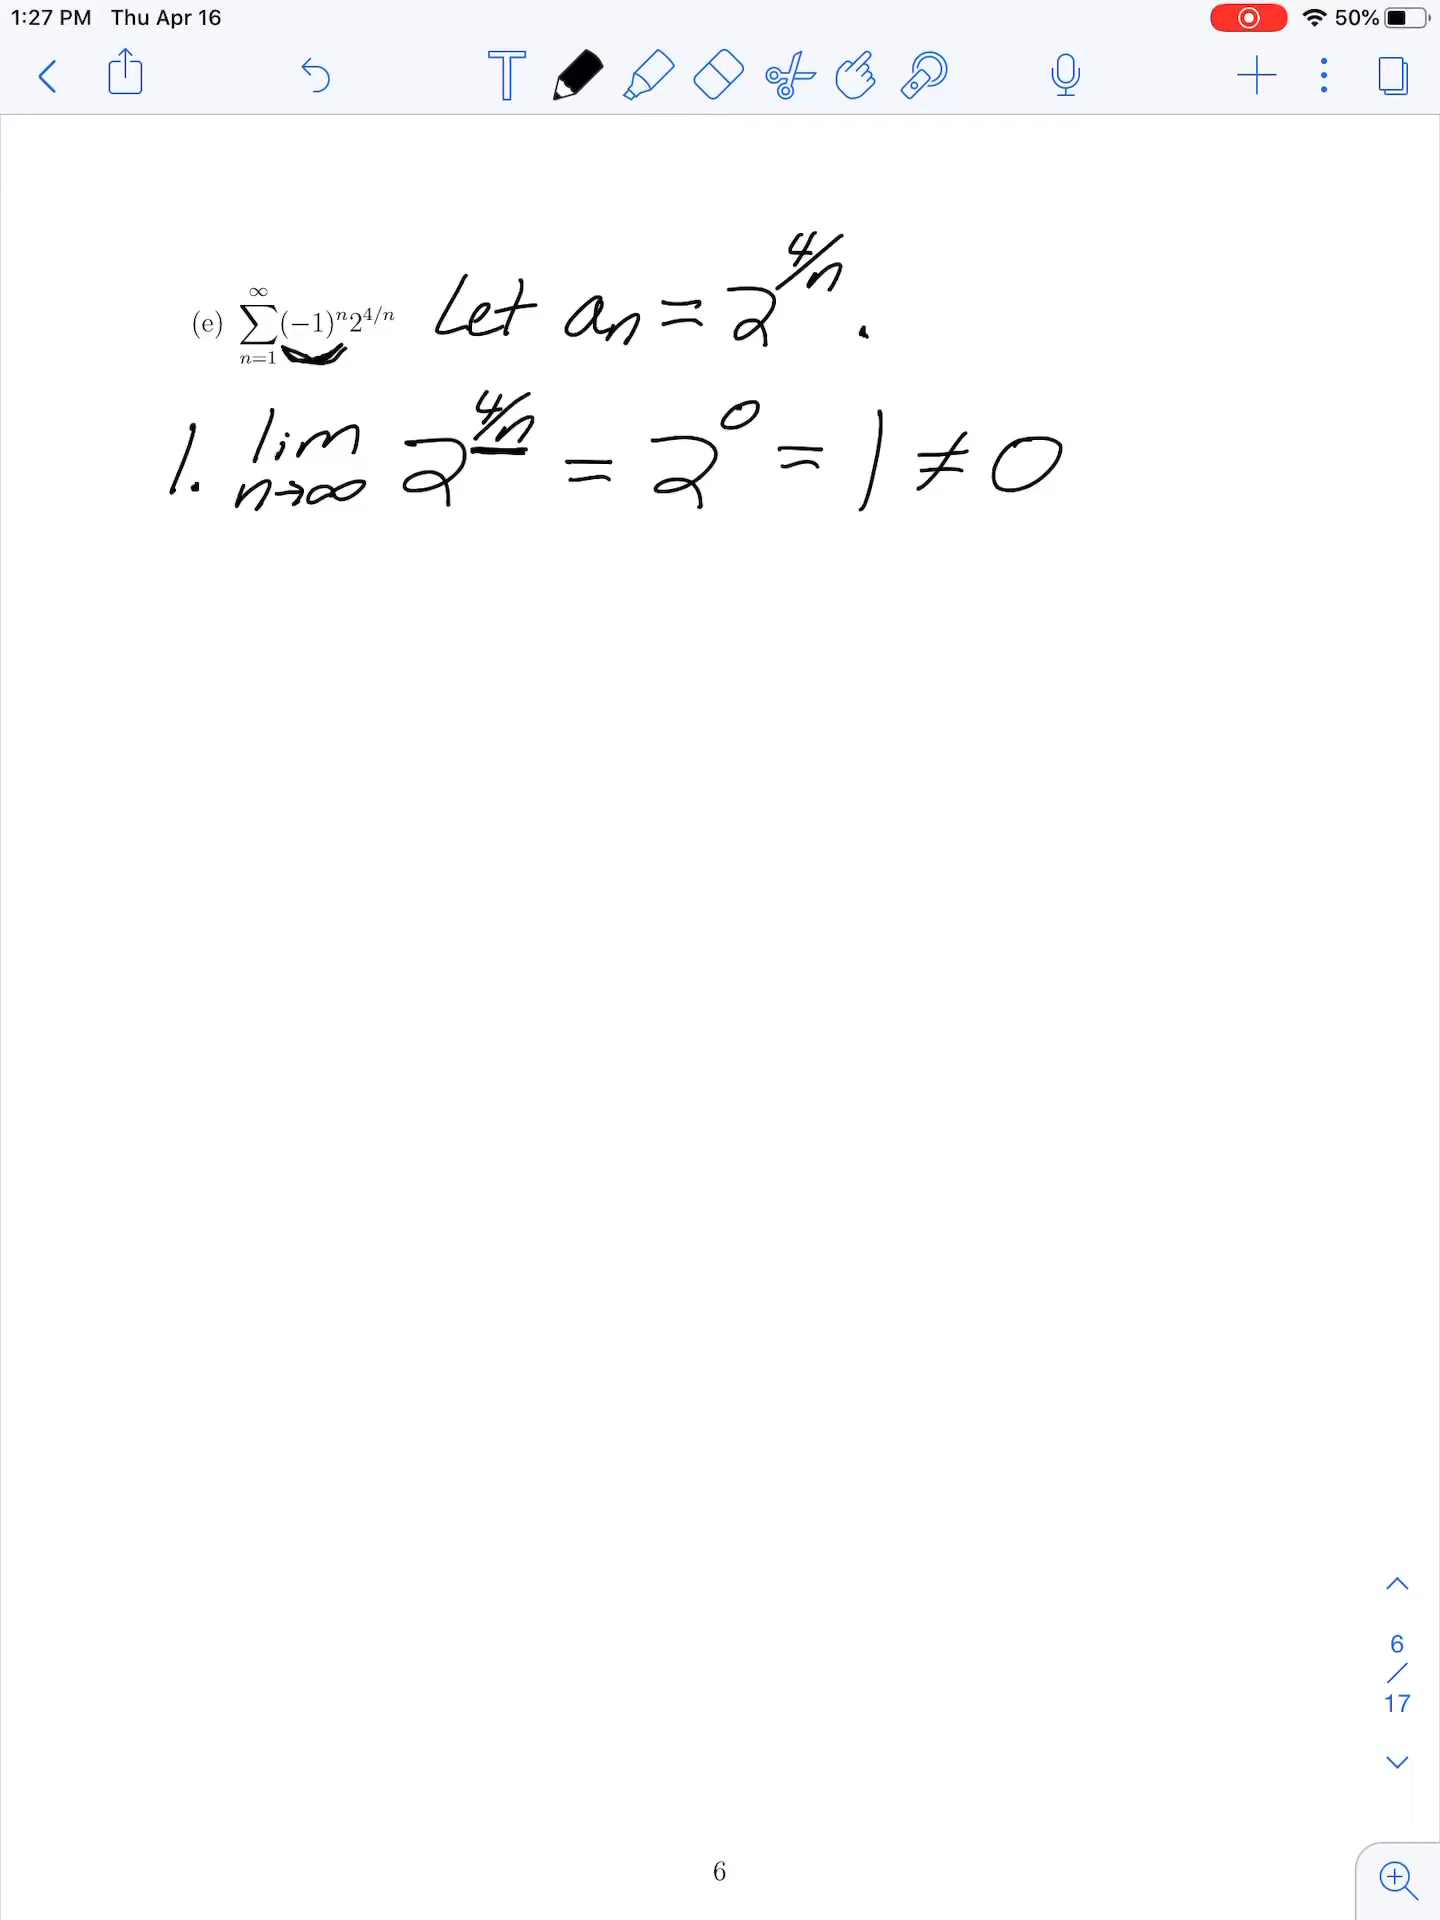 1:27 PM Thu Apr 16 50%
T
(e) ∑_{n=1}^{∞} (−1)^n 2^{4/n} Let a_n = 2^{4/n}.
1. lim_{n→∞} 2^{4/n} = 2^0 = 1 ≠ 0
6
/
17
6